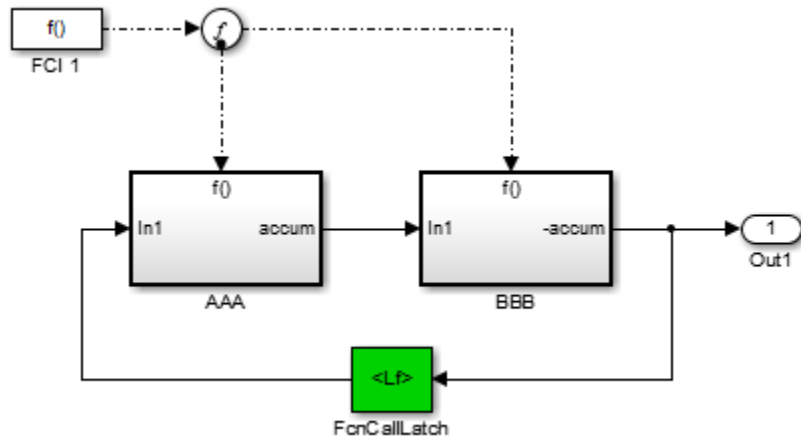 f()
FCI 1
f
f()
In1
accum
AAA
f()
In1
-accum
BBB
1
Out1
<Lf>
FcnCallLatch